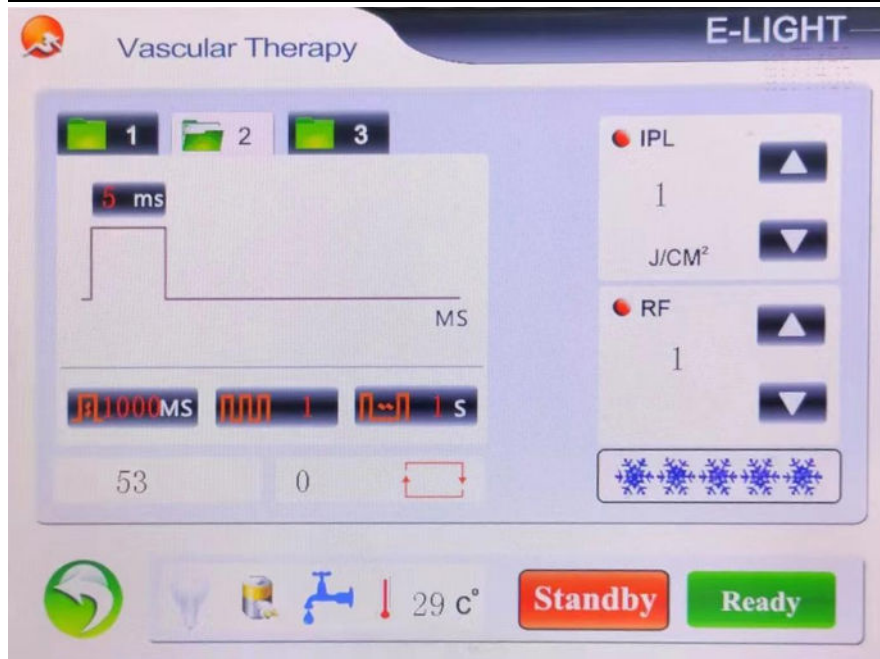 E-LIGHT
Vascular Therapy
1
2
3
5 ms
MS
1000MS
1
1 S
53
0
IPL
1
J/CM²
RF
1
29 C°
Standby
Ready